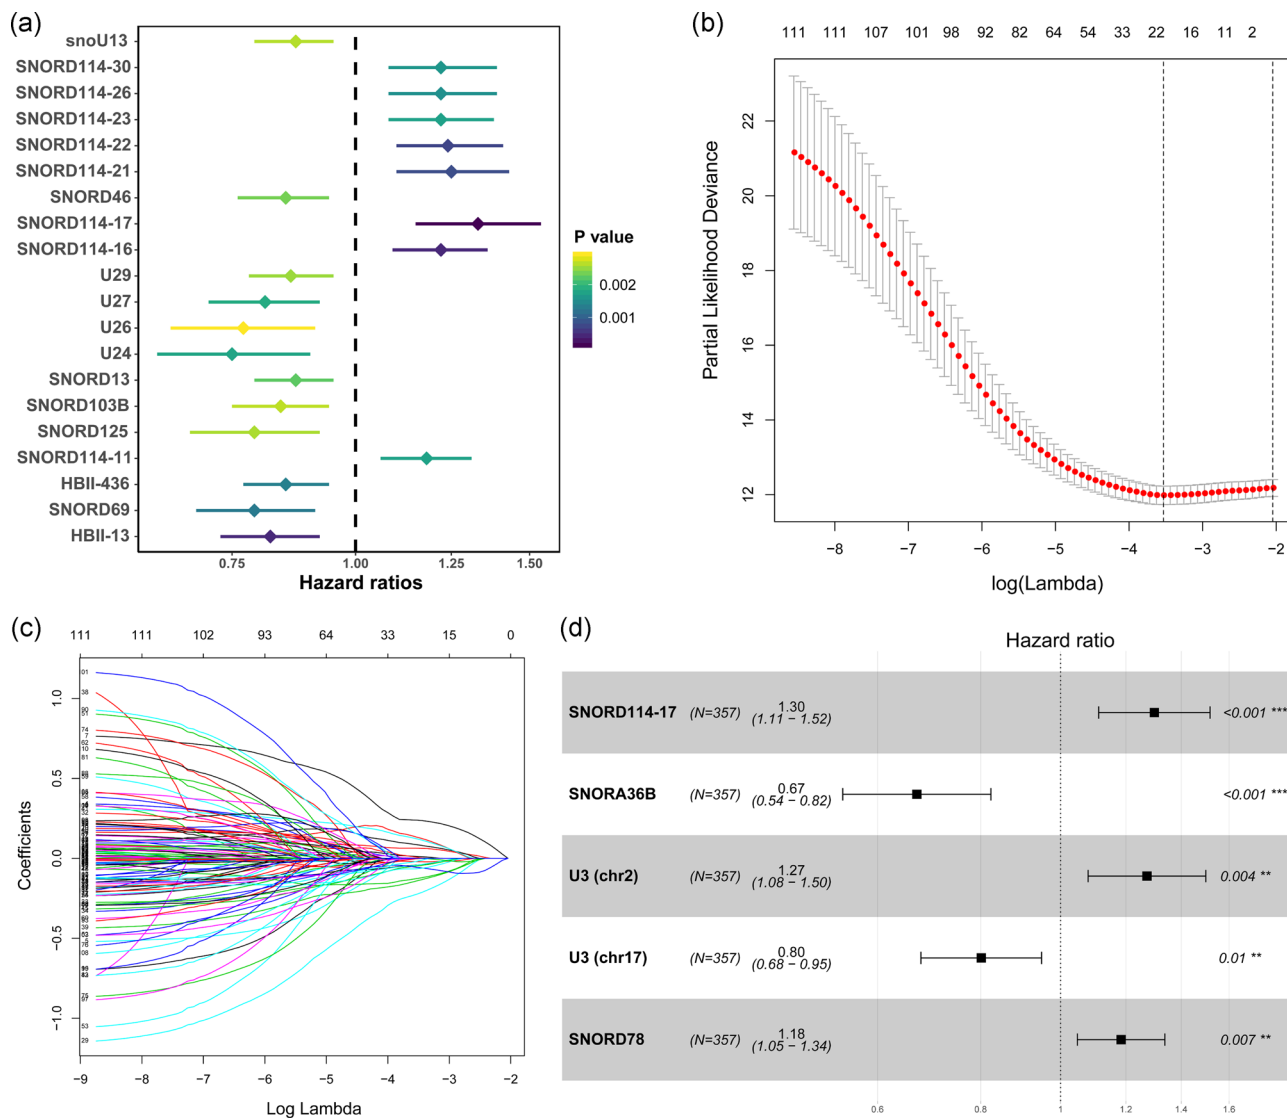 (a)
snoU13
SNORD114-30
SNORD114-26
SNORD114-23
SNORD114-22
SNORD114-21
SNORD46
SNORD114-17
SNORD114-16
U29
U27
U26
U24
SNORD13
SNORD103B
SNORD125
SNORD114-11
HBII-436
SNORD69
HBII-13
0.75 1.00 1.25 1.50
Hazard ratios
P value
0.002
0.001
(b)
111 111 107 101 98 92 82 64 54 33 22 16 11 2
Partial Likelihood Deviance
22
20
18
16
14
12
−8 −7 −6 −5 −4 −3 −2
log(Lambda)
(c)
111 111 102 93 64 33 15 0
Coefficients
1.0
0.5
0.0
−0.5
−1.0
−9 −8 −7 −6 −5 −4 −3 −2
Log Lambda
(d)
Hazard ratio
SNORD114-17 (N=357) 1.30 (1.11 − 1.52) <0.001 ***
SNORA36B (N=357) 0.67 (0.54 − 0.82) <0.001 ***
U3 (chr2) (N=357) 1.27 (1.08 − 1.50) 0.004 **
U3 (chr17) (N=357) 0.80 (0.68 − 0.95) 0.01 **
SNORD78 (N=357) 1.18 (1.05 − 1.34) 0.007 **
0.6 0.8 1 1.2 1.4 1.6